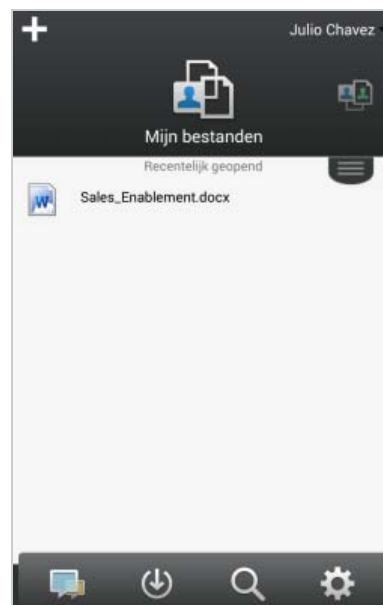 Julio Chavez
Mijn bestanden
Recentelijk geopend
Sales_Enablement.docx